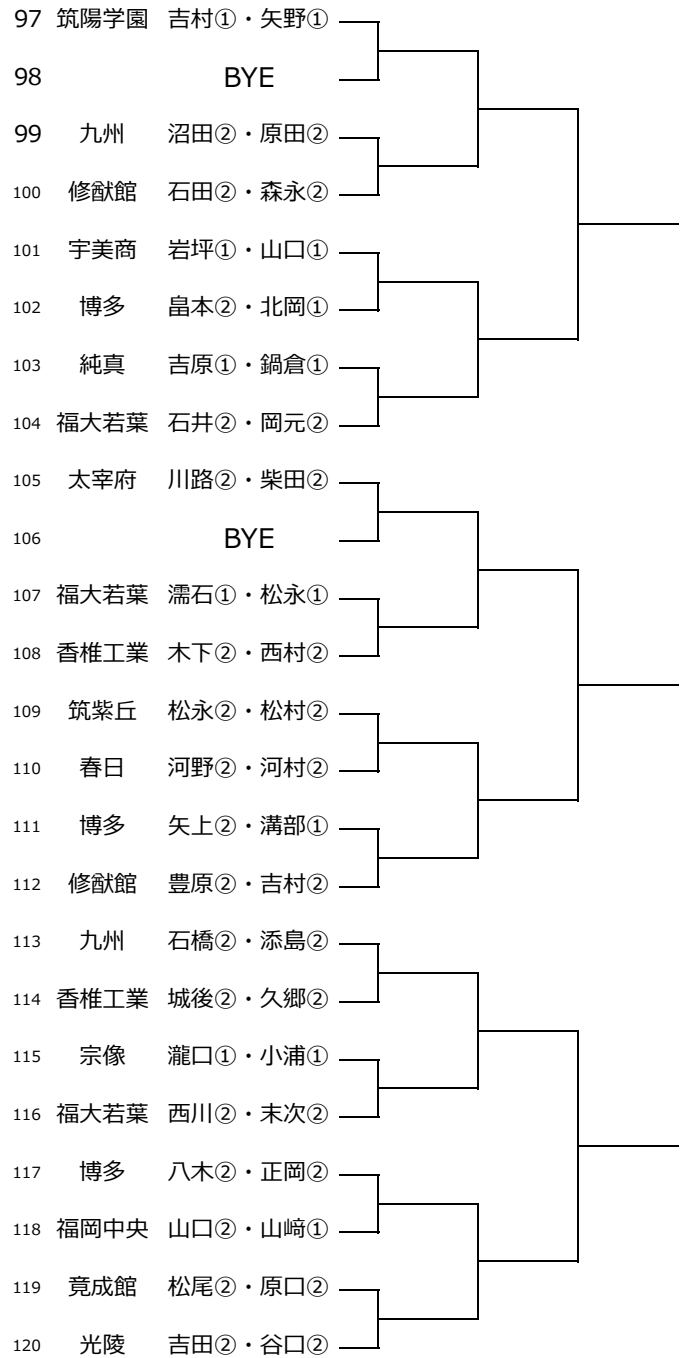 97 筑陽学園 吉村①・矢野①
98 BYE
99 九州 沼田②・原田②
100 修猷館 石田②・森永②
101 宇美商 岩坪①・山口①
102 博多 畠本②・北岡①
103 純真 吉原①・鍋倉①
104 福大若葉 石井②・岡元②
105 太宰府 川路②・柴田②
106 BYE
107 福大若葉 濡石①・松永①
108 香椎工業 木下②・西村②
109 筑紫丘 松永②・松村②
110 春日 河野②・河村②
111 博多 矢上②・溝部①
112 修猷館 豊原②・吉村②
113 九州 石橋②・添島②
114 香椎工業 城後②・久郷②
115 宗像 瀧口①・小浦①
116 福大若葉 西川②・末次②
117 博多 八木②・正岡②
118 福岡中央 山口②・山﨑①
119 竟成館 松尾②・原口②
120 光陵 吉田②・谷口②